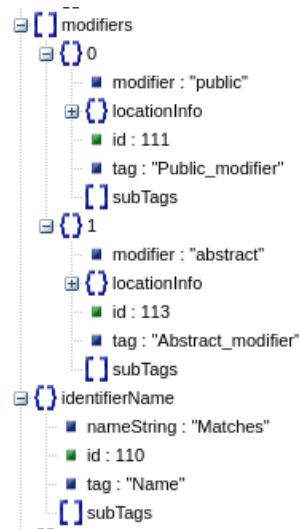 modifiers
0
modifier : "public"
locationInfo
id : 111
tag : "Public_modifier"
subTags
1
modifier : "abstract"
locationInfo
id : 113
tag : "Abstract_modifier"
subTags
identifierName
nameString : "Matches"
id : 110
tag : "Name"
subTags